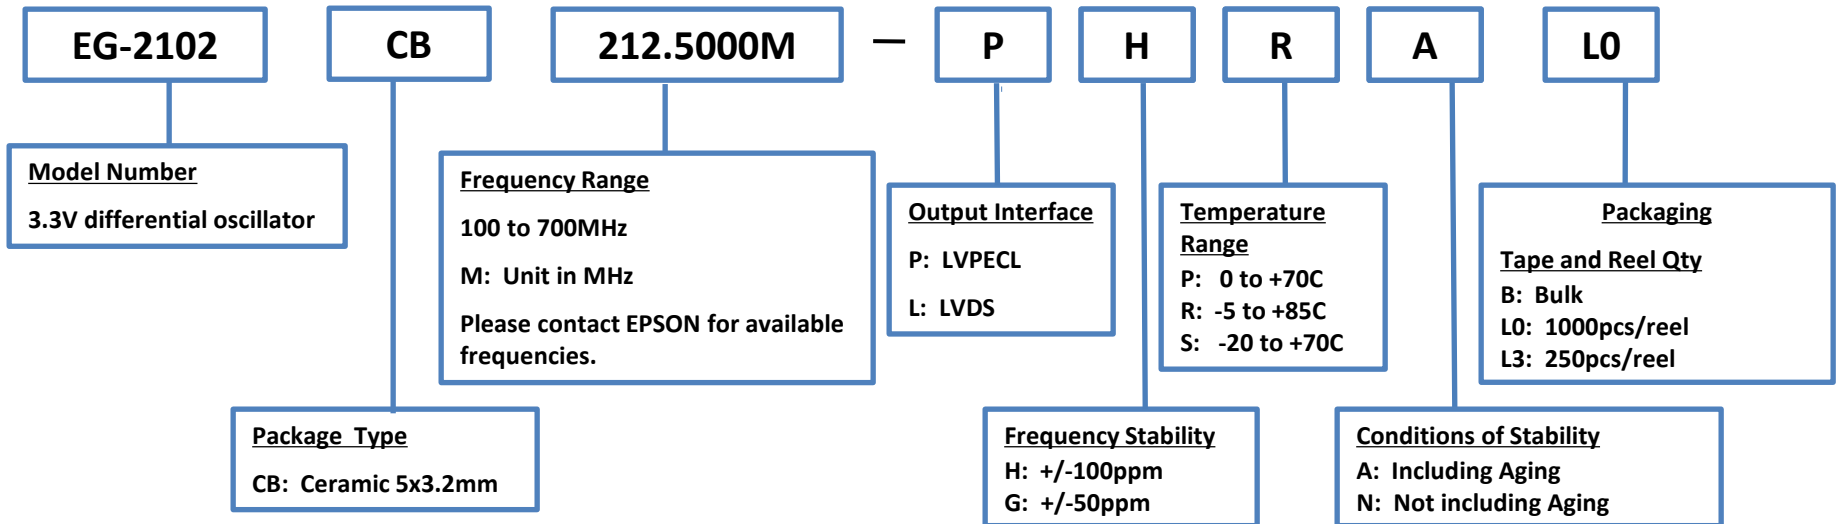 EG-2102 CB 212.5000M — P H R A L0
Model Number
3.3V differential oscillator
Frequency Range
100 to 700MHz
M: Unit in MHz
Please contact EPSON for available
frequencies.
Output Interface
P: LVPECL
L: LVDS
Temperature
Range
P: 0 to +70C
R: -5 to +85C
S: -20 to +70C
Packaging
Tape and Reel Qty
B: Bulk
L0: 1000pcs/reel
L3: 250pcs/reel
Package Type
CB: Ceramic 5x3.2mm
Frequency Stability
H: +/-100ppm
G: +/-50ppm
Conditions of Stability
A: Including Aging
N: Not including Aging